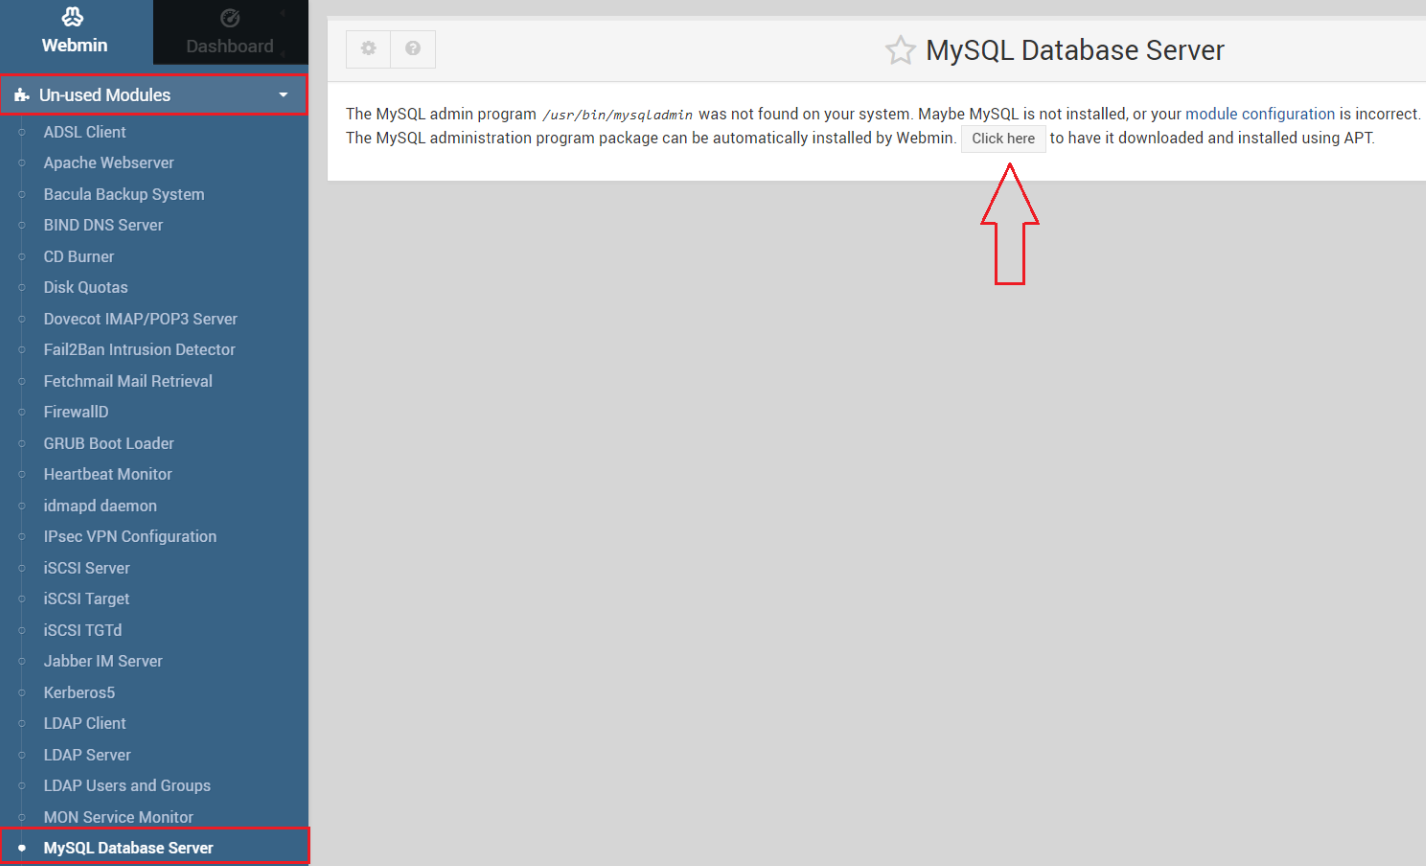 Webmin
Dashboard
Un-used Modules
ADSL Client
Apache Webserver
Bacula Backup System
BIND DNS Server
CD Burner
Disk Quotas
Dovecot IMAP/POP3 Server
Fail2Ban Intrusion Detector
Fetchmail Mail Retrieval
FirewallD
GRUB Boot Loader
Heartbeat Monitor
idmapd daemon
IPsec VPN Configuration
iSCSI Server
iSCSI Target
iSCSI TGTd
Jabber IM Server
Kerberos5
LDAP Client
LDAP Server
LDAP Users and Groups
MON Service Monitor
MySQL Database Server
MySQL Database Server
The MySQL admin program /usr/bin/mysqladmin was not found on your system. Maybe MySQL is not installed, or your module configuration is incorrect.
The MySQL administration program package can be automatically installed by Webmin. Click here to have it downloaded and installed using APT.